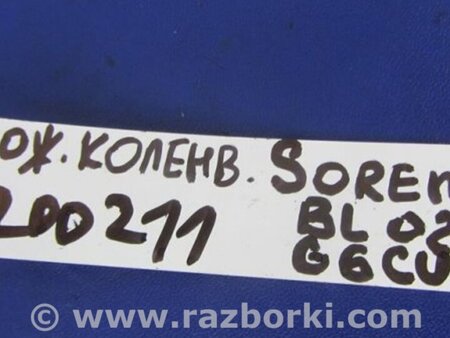 ОЖ. КОЛЕНВ. SOREN
200211 BL 02
G6CU
© www.razborki.com